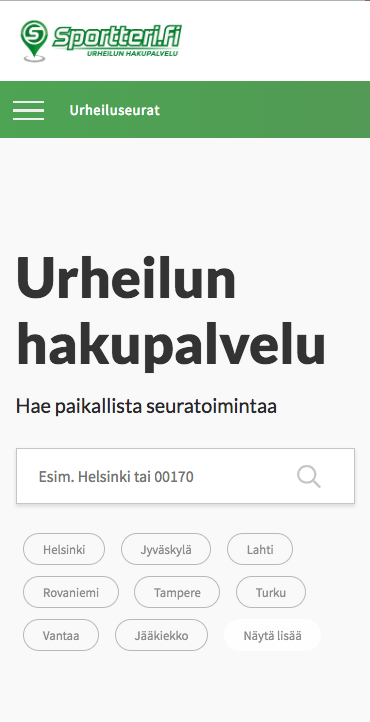 Sportteri.fi
URHEILUN HAKUPALVELU
Urheiluseurat
Urheilun
hakupalvelu
Hae paikallista seuratoimintaa
Esim. Helsinki tai 00170
Helsinki Jyväskylä Lahti
Rovaniemi Tampere Turku
Vantaa Jääkiekko Näytä lisää